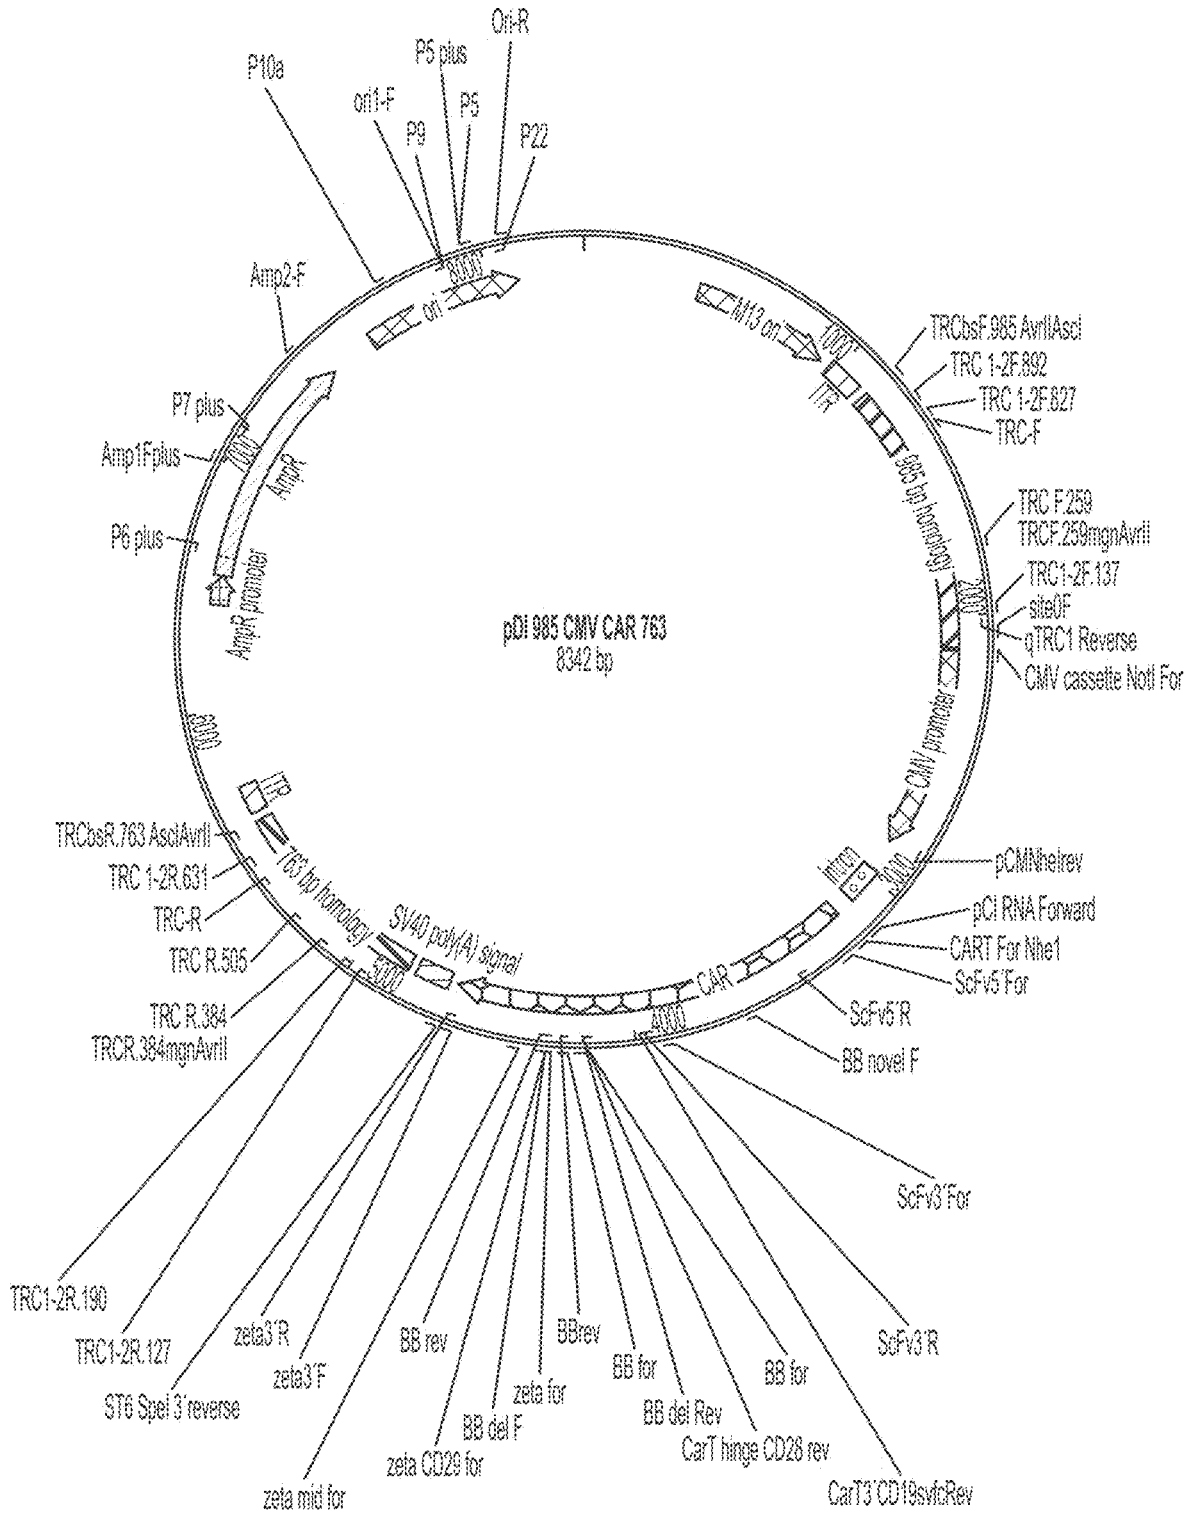 Ori-R
P5 plus
P10a
ori1-F
P5
P9
P22
8000
Amp2-F
ori
M13 ori
1000
TRCbsF.985 AvrIIAscI
TRC 1-2F.892
TRC 1-2F.827
TRC-F
ITR
P7 plus
Amp1Fplus
7000
AmpR
985 bp homology
TRC F.259
TRCF.259mgnAvrII
P6 plus
TRC1-2F.137
2000
site0F
AmpR promoter
pDI 985 CMV CAR 763
8342 bp
qTRC1 Reverse
CMV cassette NotI For
CMV promoter
6000
ITR
TRCbsR.763 AscIAvrII
763 bp homology
TRC 1-2R.631
Intron
3000
pCMNheIrev
TRC-R
SV40 poly(A) signal
pCI RNA Forward
TRC R.505
CART For Nhe1
5000
CAR
ScFv5´For
TRC R.384
4000
ScFv5´R
TRCR.384mgnAvrII
BB novel F
ScFv3´For
TRC1-2R.190
zeta3´R
BB rev
BBrev
ScFv3´R
TRC1-2R.127
zeta3´F
BB for
BB for
zeta for
ST6 SpeI 3´reverse
BB del F
BB del Rev
zeta CD29 for
CarT hinge CD28 rev
zeta mid for
CarT3´CD19svfcRev